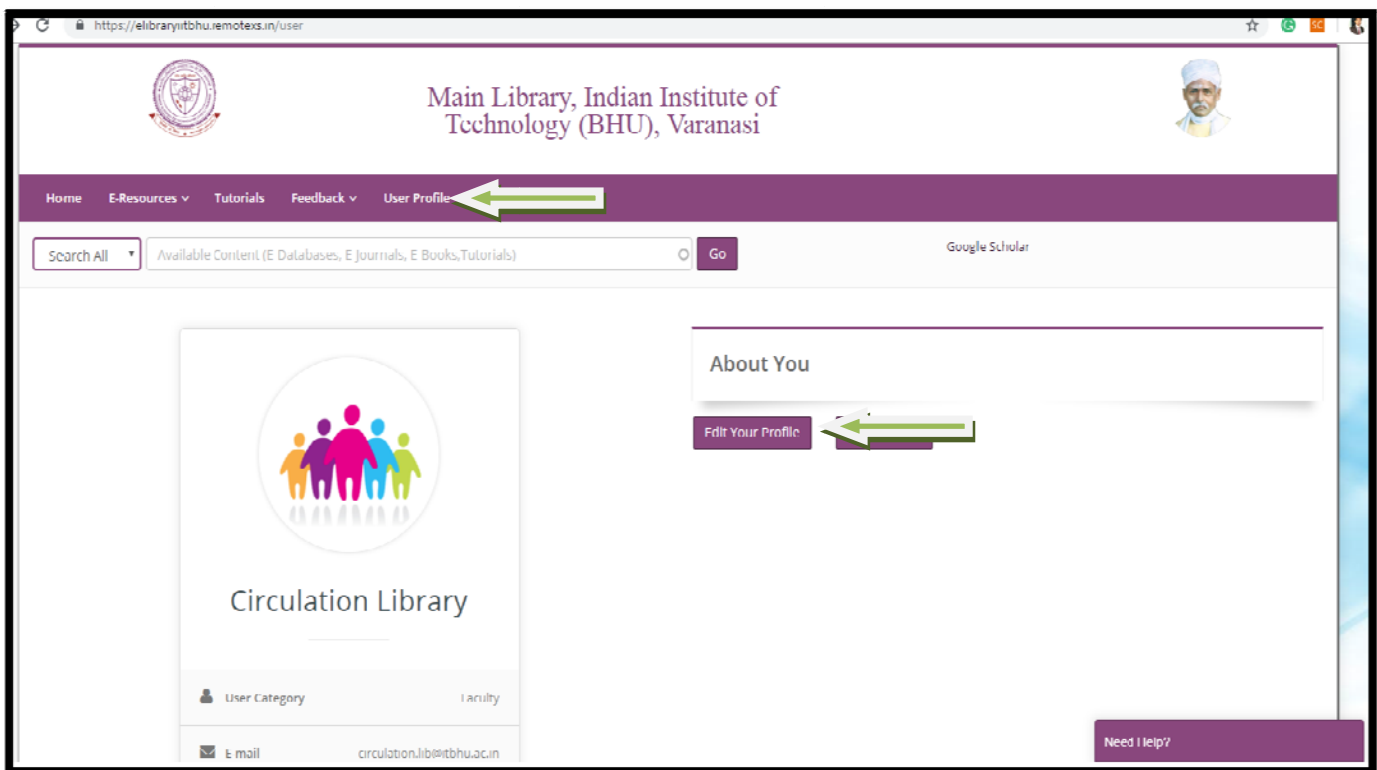 https://elibraryiitbhu.remotexs.in/user
SC
Main Library, Indian Institute of
Technology (BHU), Varanasi
Home E-Resources Tutorials Feedback User Profile
Search All Available Content (E Databases, E Journals, E Books,Tutorials) Go Google Scholar
About You
Edit Your Profile
Circulation Library
User Category Faculty
E mail circulation.lib@itbhu.ac.in
Need Help?